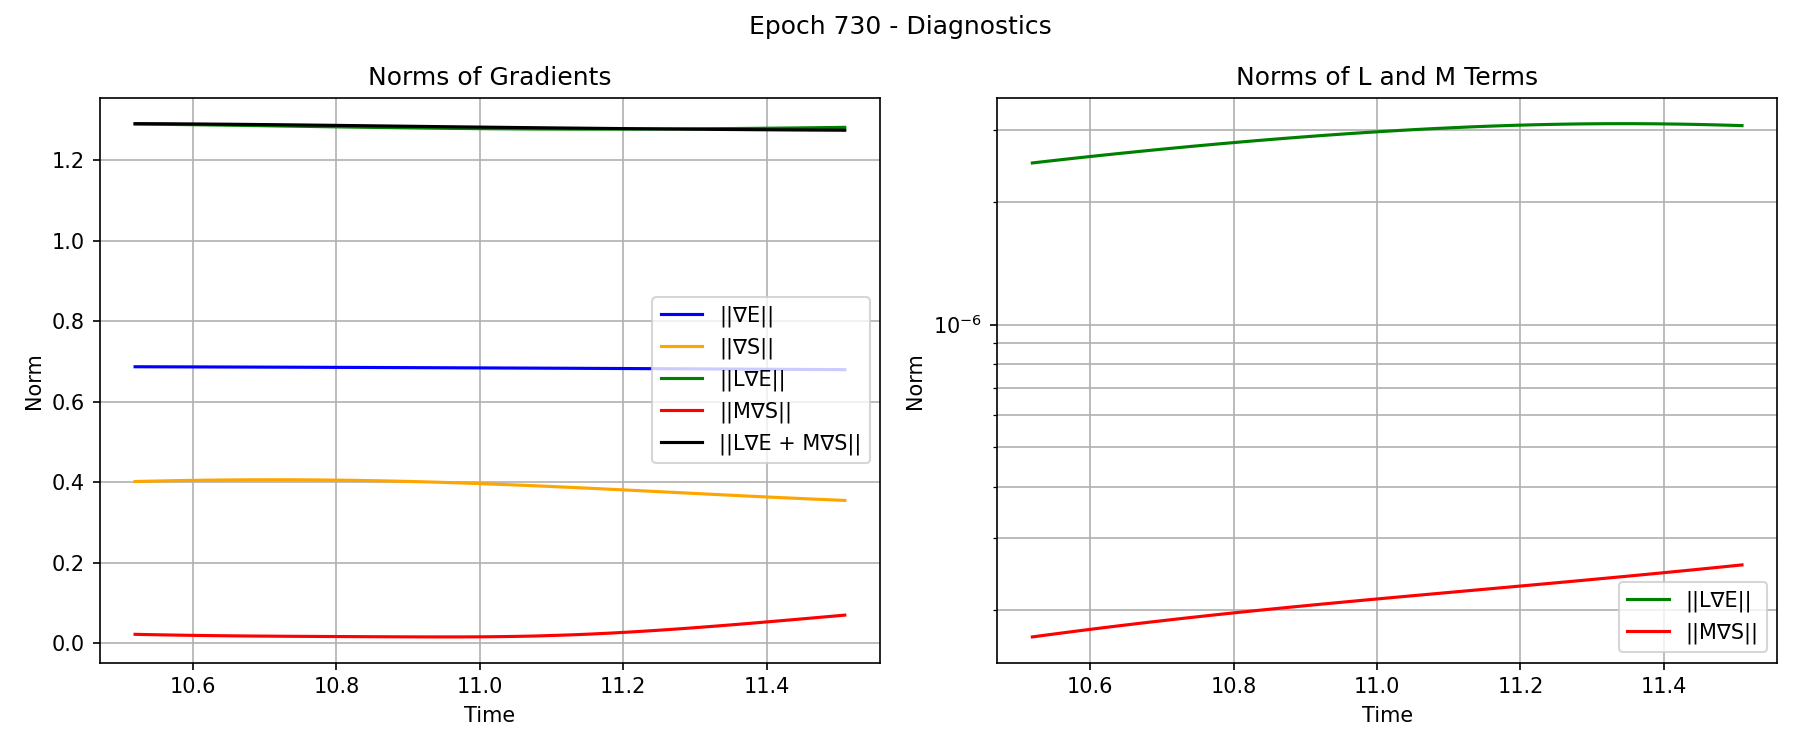 Epoch 730 - Diagnostics
Norms of Gradients
Norm
1.2
1.0
0.8
0.6
0.4
0.2
0.0
||∇E||
||∇S||
||L∇E||
||M∇S||
||L∇E + M∇S||
10.6 10.8 11.0 11.2 11.4
Time
Norms of L and M Terms
Norm
10⁻⁶
||L∇E||
||M∇S||
10.6 10.8 11.0 11.2 11.4
Time